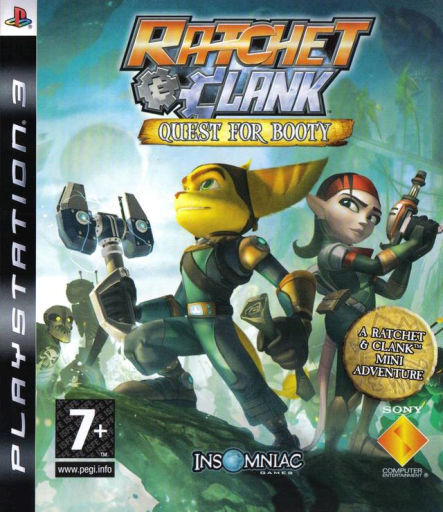 PLAYSTATION 3
RATCHET
& CLANK
QUEST FOR BOOTY
A RATCHET
& CLANK™
MINI
ADVENTURE
SONY
COMPUTER
ENTERTAINMENT®
7+
™
www.pegi.info
INSOMNIAC
GAMES